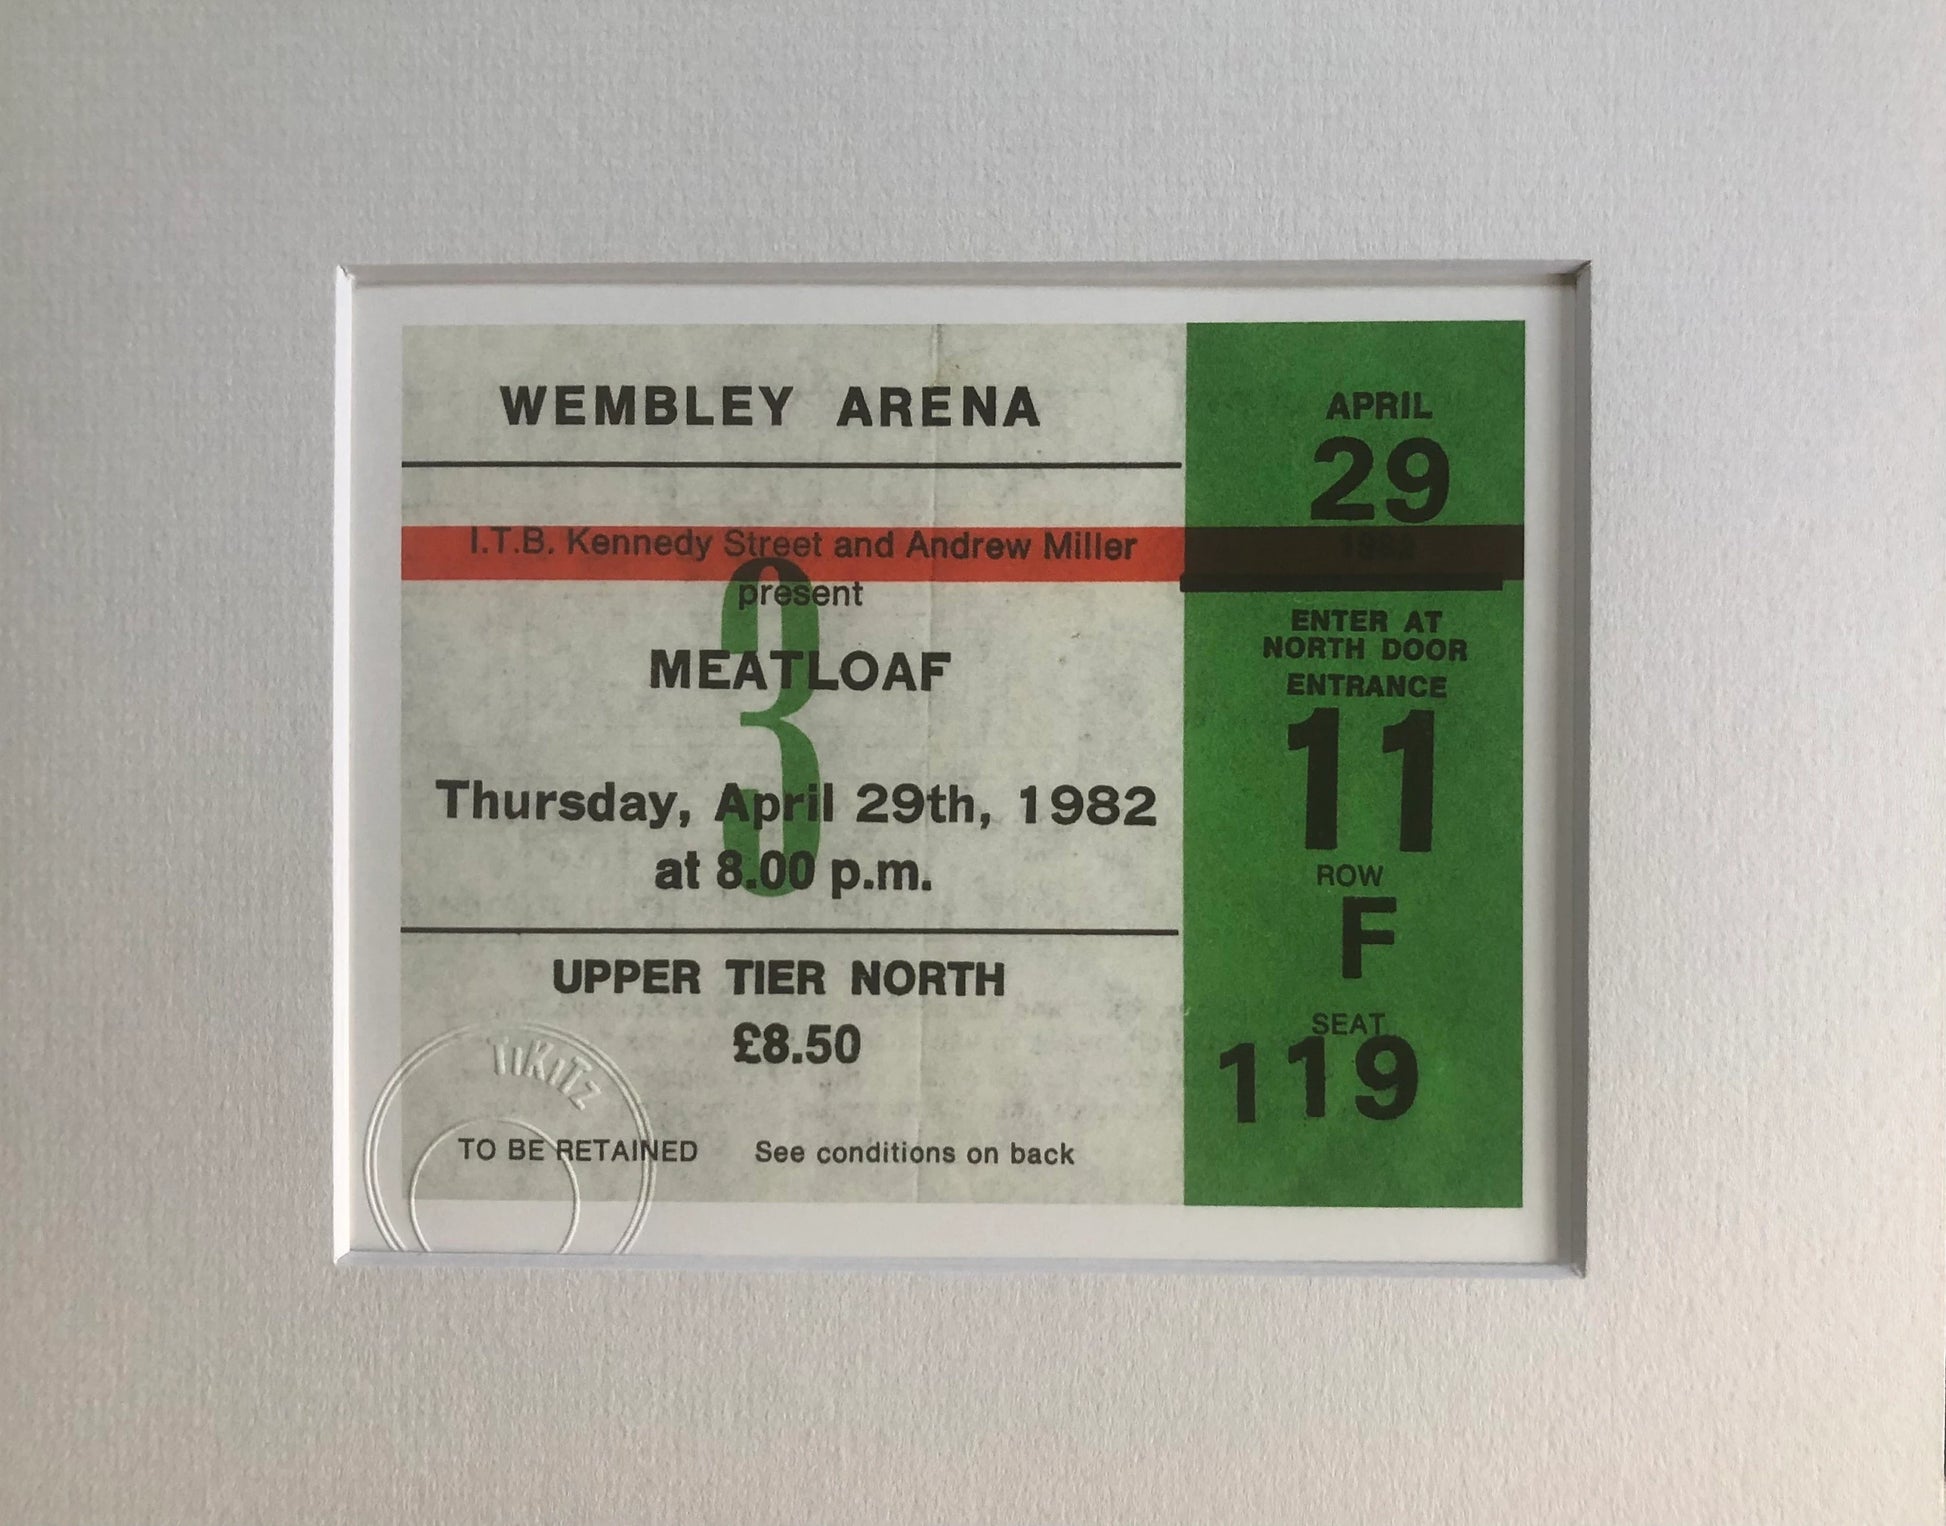 WEMBLEY ARENA
I.T.B. Kennedy Street and Andrew Miller
present
3
MEATLOAF
Thursday, April 29th, 1982
at 8.00 p.m.
UPPER TIER NORTH
£8.50
TO BE RETAINED See conditions on back
TIKITZ
APRIL
29
1982
ENTER AT
NORTH DOOR
ENTRANCE
11
ROW
F
SEAT
119